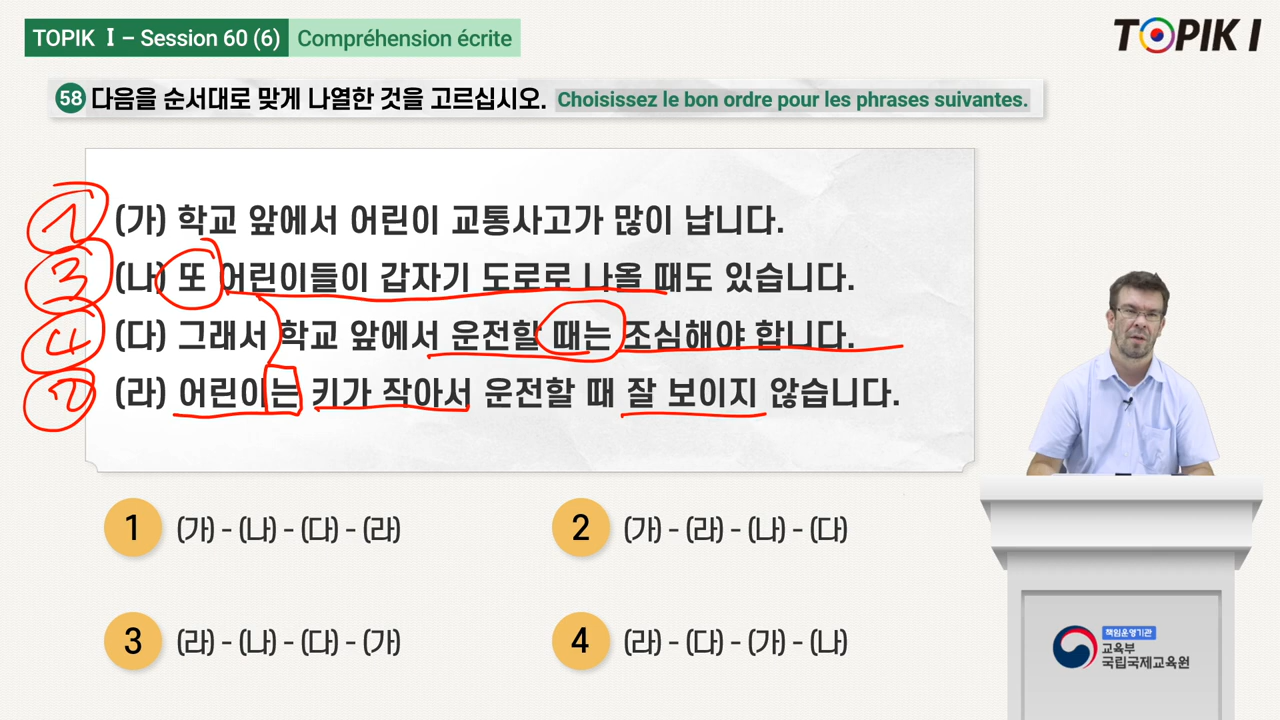 TOPIK Ⅰ – Session 60 (6) Compréhension écrite
TOPIK I
58 다음을 순서대로 맞게 나열한 것을 고르십시오. Choisissez le bon ordre pour les phrases suivantes.
1 (가) 학교 앞에서 어린이 교통사고가 많이 납니다.
3 (나) 또 어린이들이 갑자기 도로로 나올 때도 있습니다.
4 (다) 그래서 학교 앞에서 운전할 때는 조심해야 합니다.
2 (라) 어린이는 키가 작아서 운전할 때 잘 보이지 않습니다.
1 (가) - (나) - (다) - (라)
2 (가) - (라) - (나) - (다)
3 (라) - (나) - (다) - (가)
4 (라) - (다) - (가) - (나)
책임운영기관
교육부
국립국제교육원